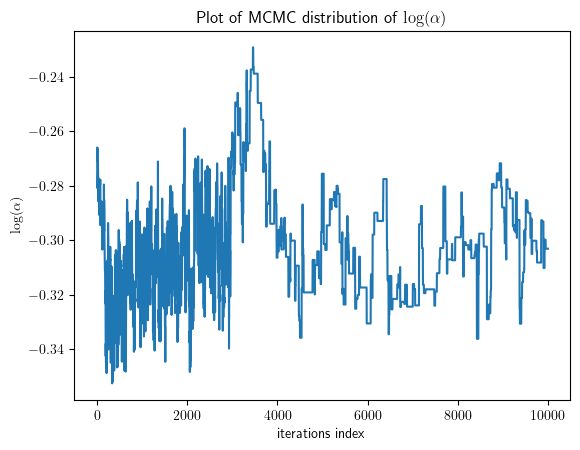 Plot of MCMC distribution of log(α)
−0.24
−0.26
−0.28
−0.30
−0.32
−0.34
log(α)
0 2000 4000 6000 8000 10000
iterations index